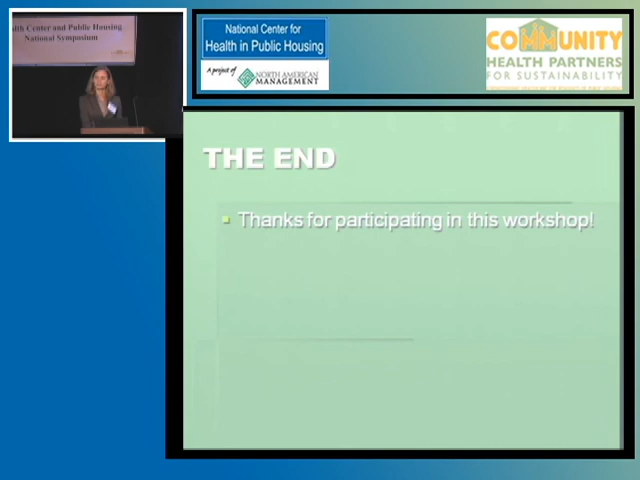 lth Center and Public Housing
National Symposium
National Center for
Health in Public Housing
A project of
NORTH AMERICAN
MANAGEMENT
COMMUNITY
HEALTH PARTNERS
FOR SUSTAINABILITY
THE END
Thanks for participating in this workshop!